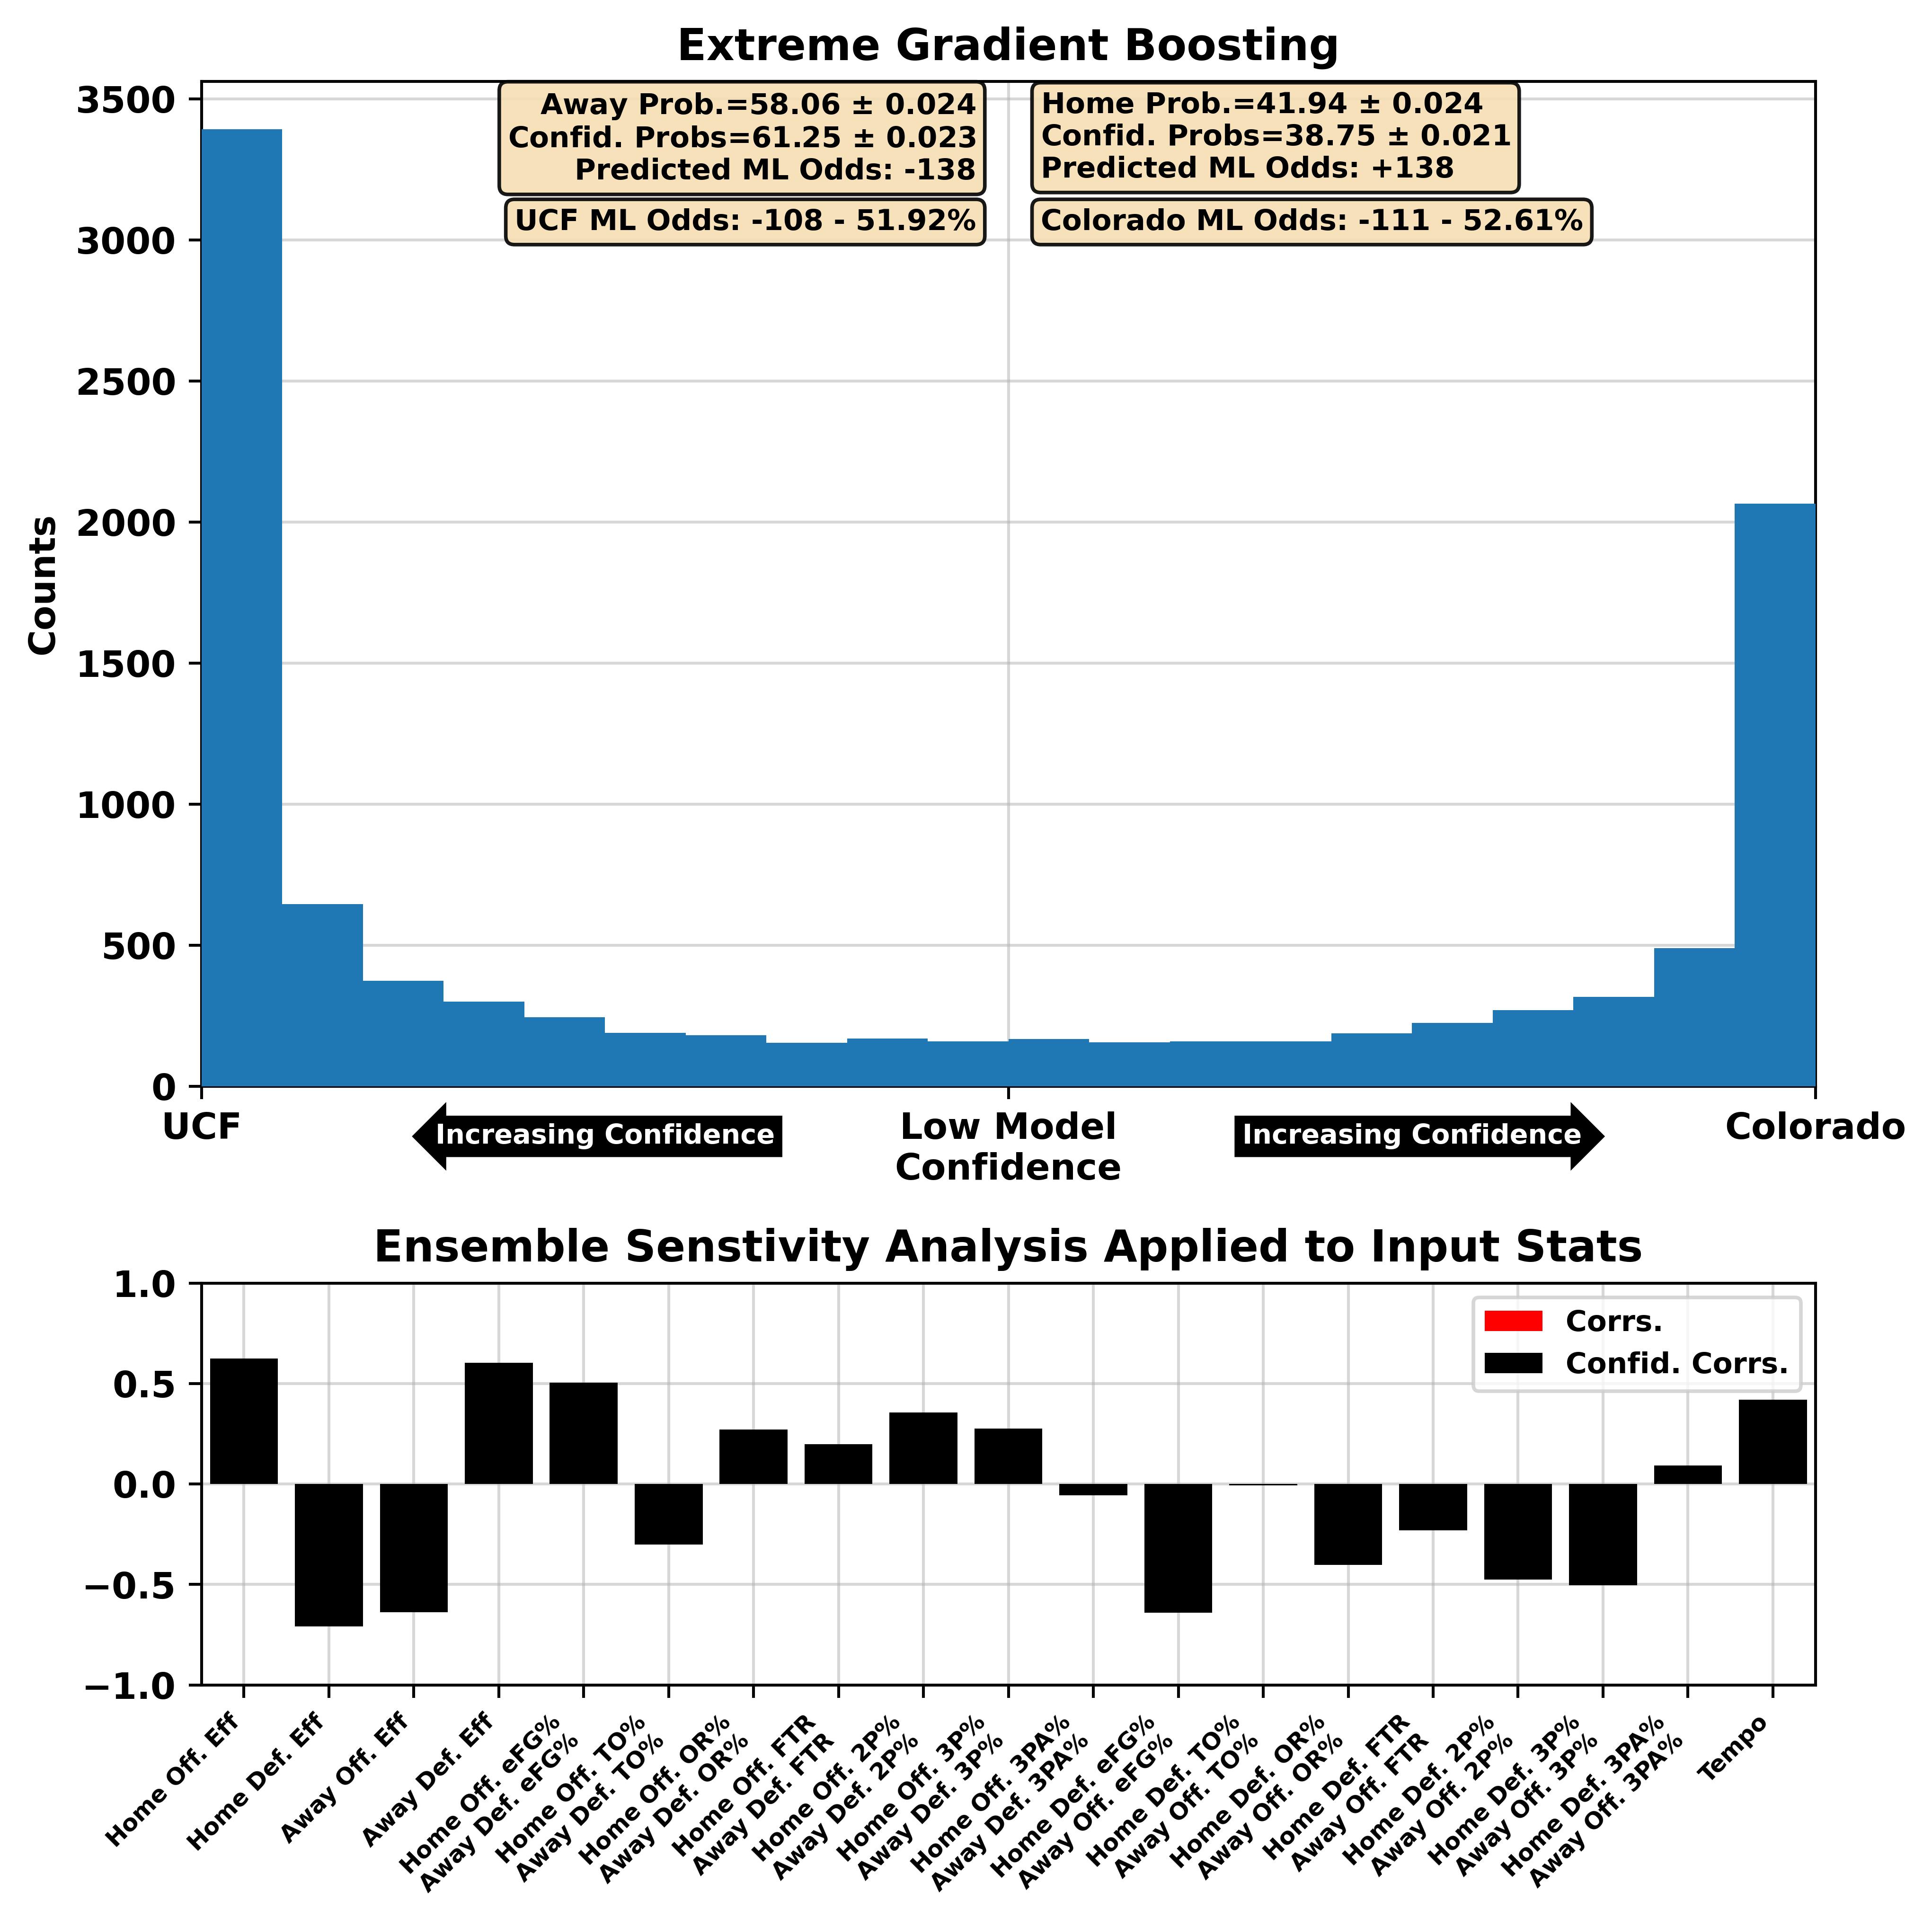 Extreme Gradient Boosting
Away Prob.=58.06 ± 0.024
Confid. Probs=61.25 ± 0.023
Predicted ML Odds: -138
UCF ML Odds: -108 - 51.92%
Home Prob.=41.94 ± 0.024
Confid. Probs=38.75 ± 0.021
Predicted ML Odds: +138
Colorado ML Odds: -111 - 52.61%
Counts
3500
3000
2500
2000
1500
1000
500
0
UCF
Increasing Confidence
Low Model
Confidence
Increasing Confidence
Colorado
Ensemble Senstivity Analysis Applied to Input Stats
1.0
0.5
0.0
−0.5
−1.0
Corrs.
Confid. Corrs.
Home Off. Eff
Home Def. Eff
Away Off. Eff
Away Def. Eff
Home Off. eFG%
Away Def. eFG%
Home Off. TO%
Away Def. TO%
Home Off. OR%
Away Def. OR%
Home Off. FTR
Away Def. FTR
Home Off. 2P%
Away Def. 2P%
Home Off. 3P%
Away Def. 3P%
Home Off. 3PA%
Away Def. 3PA%
Home Def. eFG%
Away Off. eFG%
Home Def. TO%
Away Off. TO%
Home Def. OR%
Away Off. OR%
Home Def. FTR
Away Off. FTR
Home Def. 2P%
Away Off. 2P%
Home Def. 3P%
Away Off. 3P%
Home Def. 3PA%
Away Off. 3PA%
Tempo